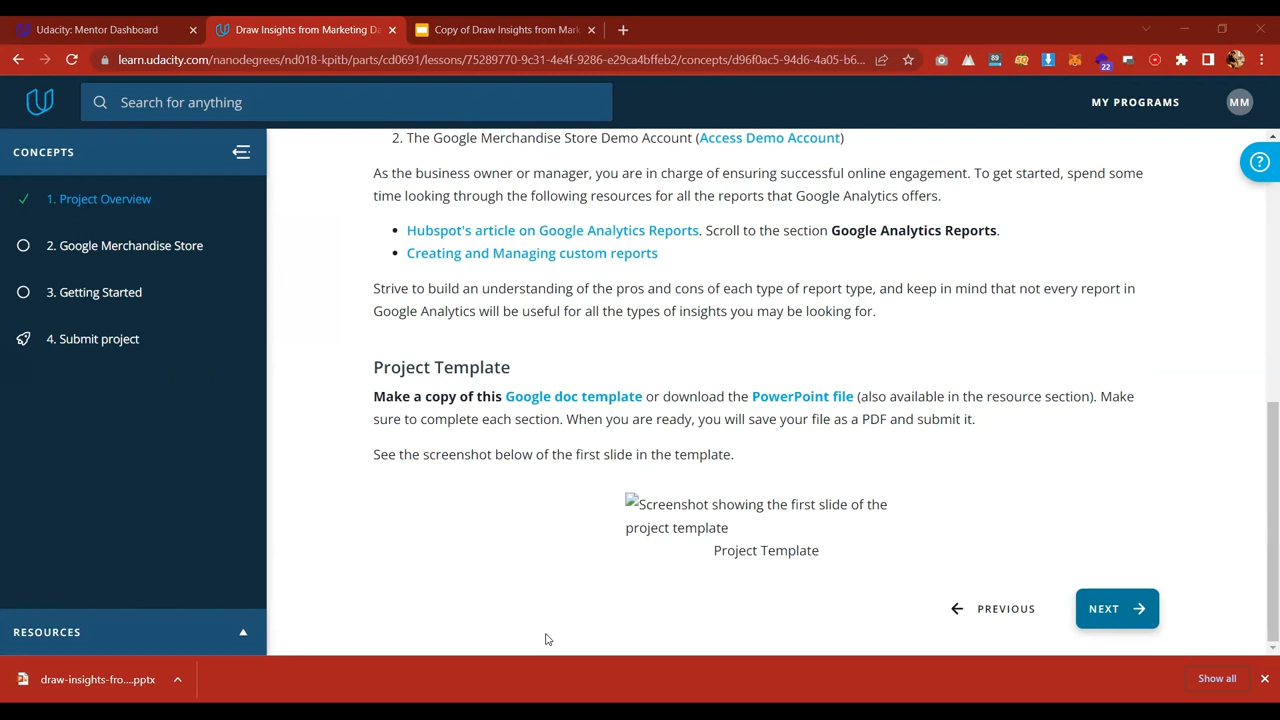 Udacity: Mentor Dashboard
Draw Insights from Marketing Da
Copy of Draw Insights from Mark
learn.udacity.com/nanodegrees/nd018-kpitb/parts/cd0691/lessons/75289770-9c31-4e4f-9286-e29ca4bffeb2/concepts/d96f0ac5-94d6-4a05-b6...
22
Search for anything
MY PROGRAMS
MM
CONCEPTS
1. Project Overview
2. Google Merchandise Store
3. Getting Started
4. Submit project
RESOURCES
2. The Google Merchandise Store Demo Account (Access Demo Account)
As the business owner or manager, you are in charge of ensuring successful online engagement. To get started, spend some
time looking through the following resources for all the reports that Google Analytics offers.
• Hubspot's article on Google Analytics Reports. Scroll to the section Google Analytics Reports.
• Creating and Managing custom reports
Strive to build an understanding of the pros and cons of each type of report type, and keep in mind that not every report in
Google Analytics will be useful for all the types of insights you may be looking for.
Project Template
Make a copy of this Google doc template or download the PowerPoint file (also available in the resource section). Make
sure to complete each section. When you are ready, you will save your file as a PDF and submit it.
See the screenshot below of the first slide in the template.
Screenshot showing the first slide of the
project template
Project Template
PREVIOUS
NEXT
draw-insights-fro....pptx
Show all